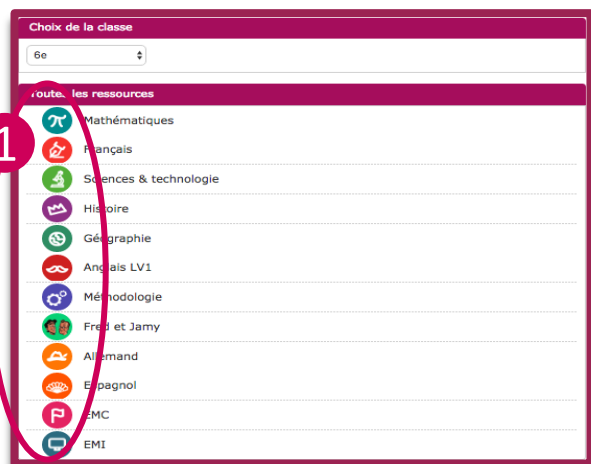 Choix de la classe
6e
Toutes les ressources
1
Mathématiques
Français
Sciences & technologie
Histoire
Géographie
Anglais LV1
Méthodologie
Fred et Jamy
Allemand
Espagnol
EMC
EMI